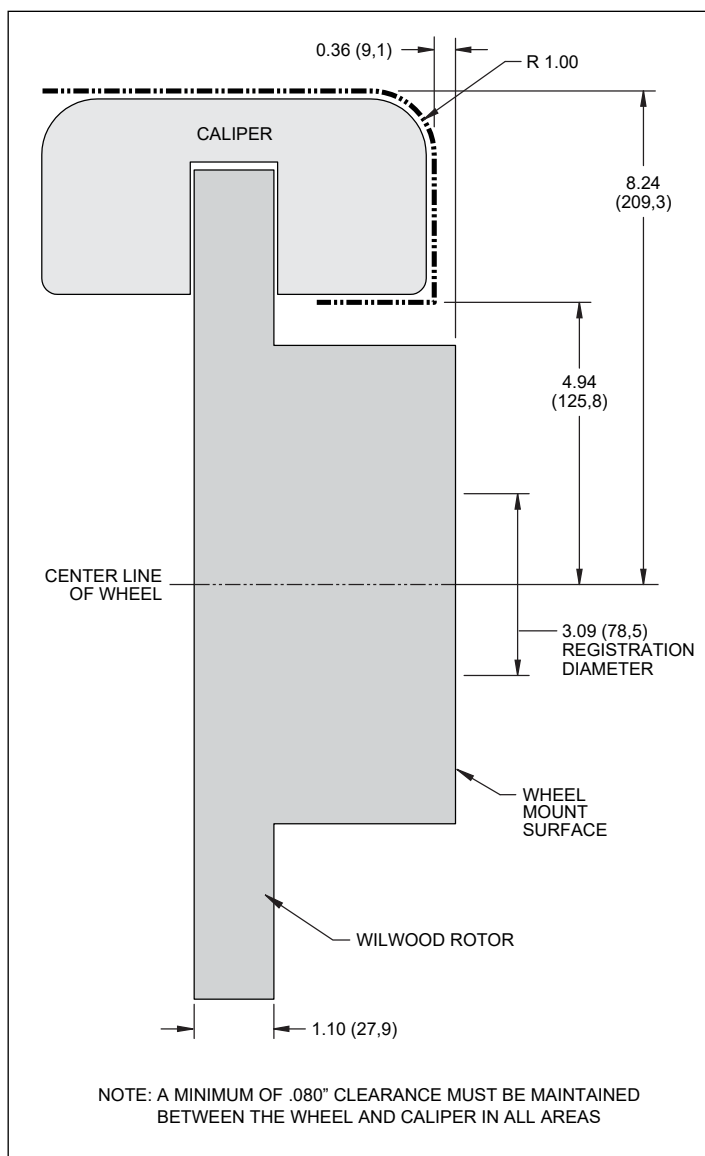 0.36 (9,1)
R 1.00
CALIPER
8.24
(209,3)
4.94
(125,8)
CENTER LINE
OF WHEEL
3.09 (78,5)
REGISTRATION
DIAMETER
WHEEL
MOUNT
SURFACE
WILWOOD ROTOR
1.10 (27,9)
NOTE: A MINIMUM OF .080” CLEARANCE MUST BE MAINTAINED
BETWEEN THE WHEEL AND CALIPER IN ALL AREAS